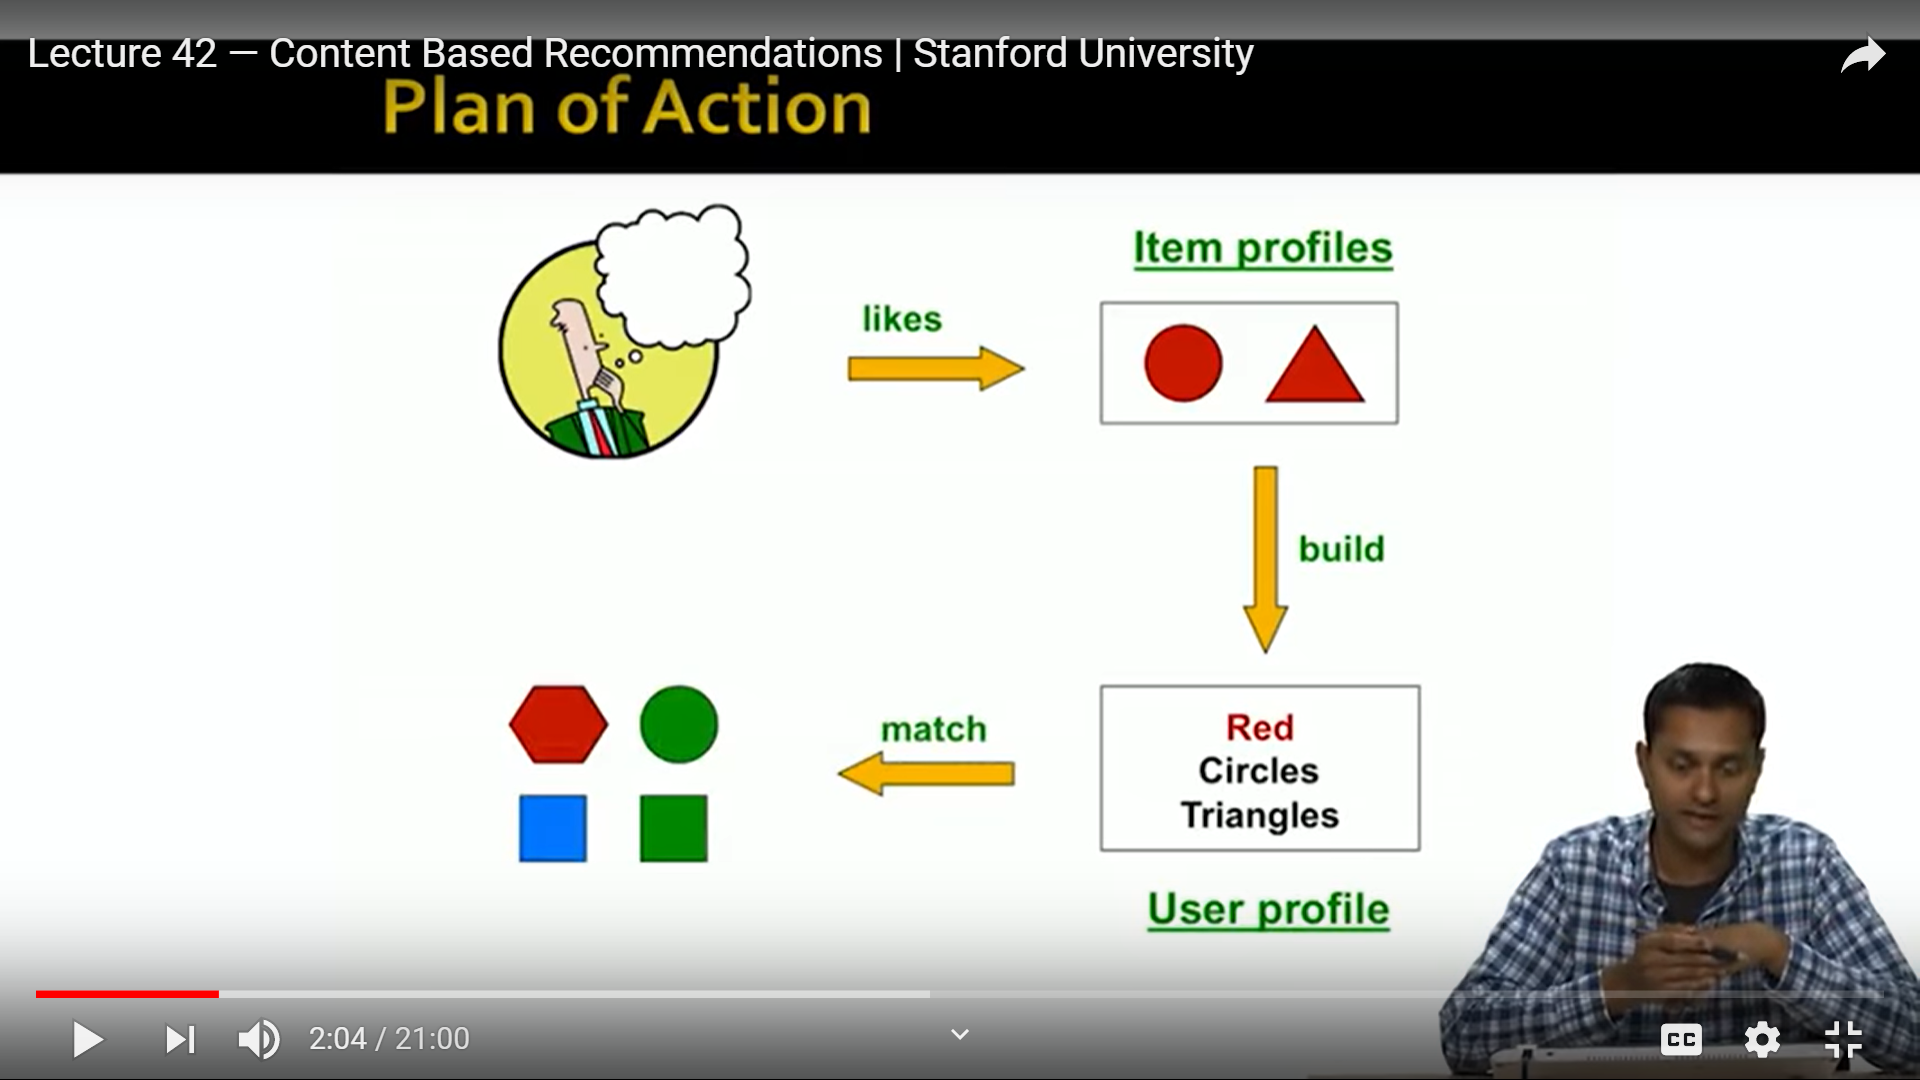 Lecture 42 — Content Based Recommendations | Stanford University
Plan of Action
Item profiles
likes
build
match
Red
Circles
Triangles
User profile
2:04 / 21:00
CC